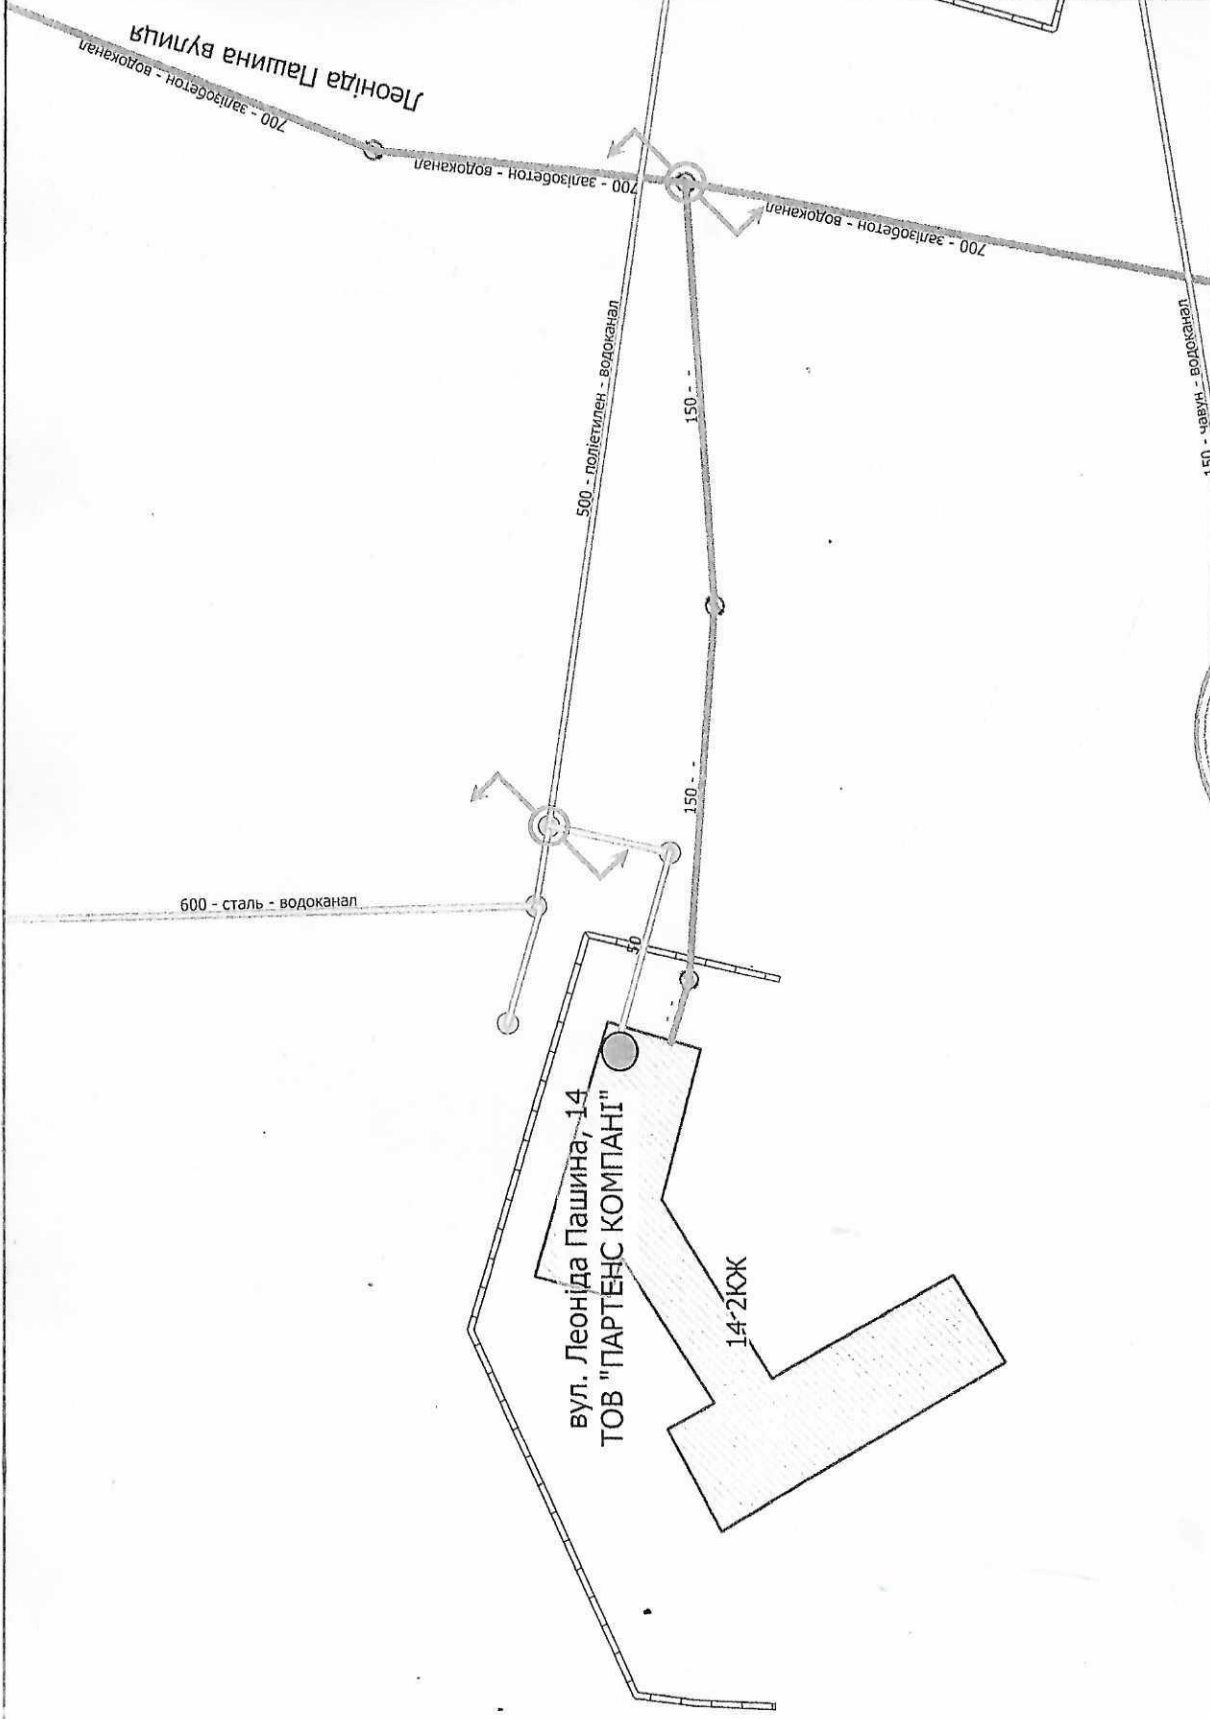 Леоніда Пашина вулиця
700 - залізобетон - водоканал
700 - залізобетон - водоканал
700 - залізобетон - водоканал
500 - поліетилен - водоканал
150 - чавун - водоканал
150 - -
150 - -
600 - сталь - водоканал
50
- -
вул. Леоніда Пашина, 14
ТОВ "ПАРТЕНС КОМПАНІ"
14-2КЖ